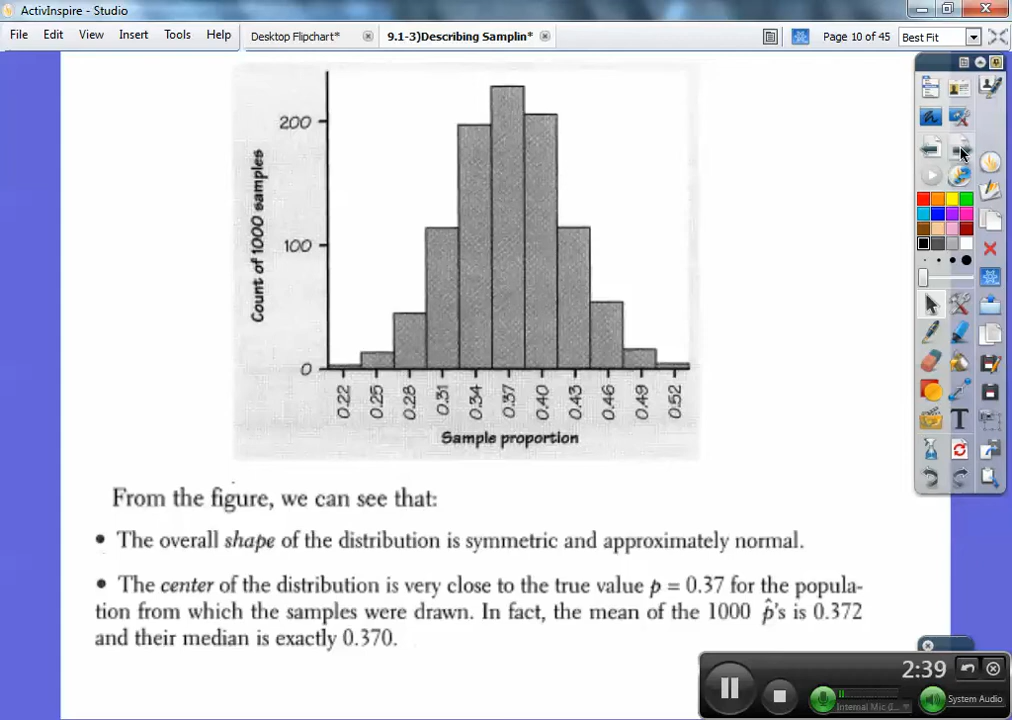 ActivInspire - Studio
File Edit View Insert Tools Help
Desktop Flipchart*
9.1-3)Describing Samplin*
Page 10 of 45
Best Fit
Count of 1000 samples
200
100
0
0.22 0.25 0.28 0.31 0.34 0.37 0.40 0.43 0.46 0.49 0.52
Sample proportion
From the figure, we can see that:
• The overall shape of the distribution is symmetric and approximately normal.
• The center of the distribution is very close to the true value p = 0.37 for the popula-
tion from which the samples were drawn. In fact, the mean of the 1000 p̂'s is 0.372
and their median is exactly 0.370.
2:39
Internal Mic (I...
System Audio